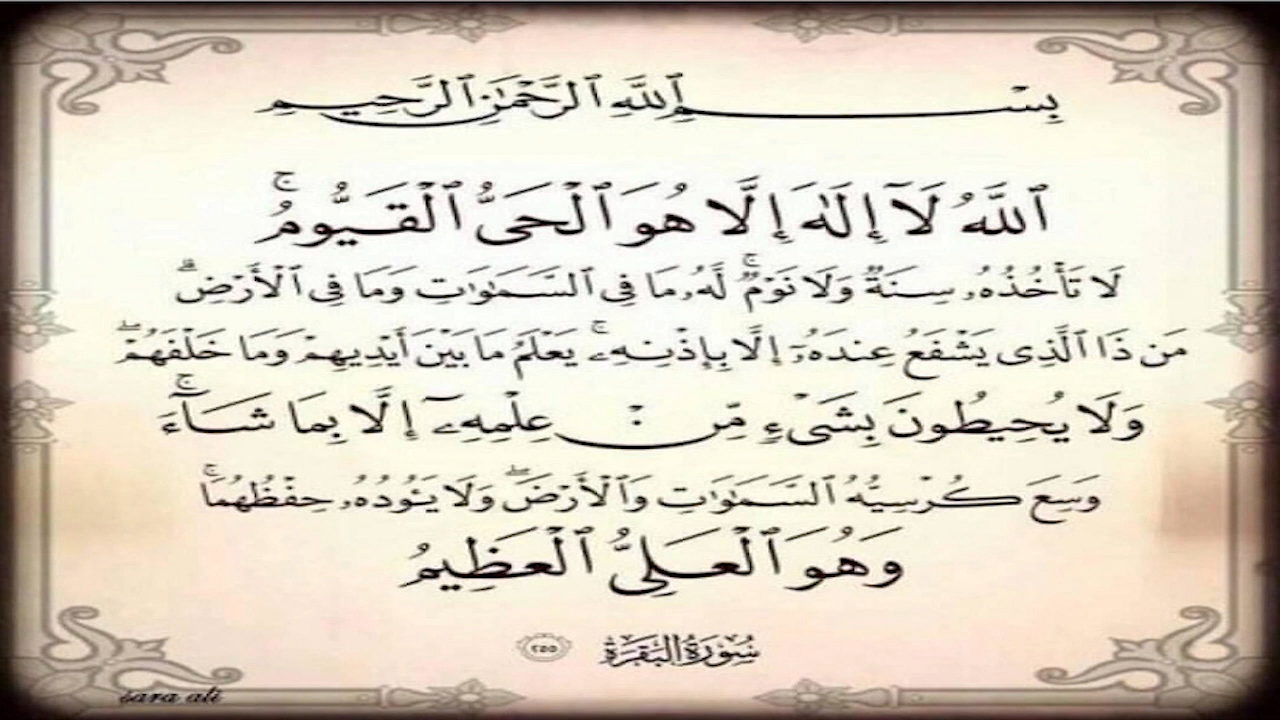 بِسْمِ ٱللَّهِ ٱلرَّحْمَٰنِ ٱلرَّحِيمِ
ٱللَّهُ لَآ إِلَٰهَ إِلَّا هُوَ ٱلْحَىُّ ٱلْقَيُّومُ ۚ
لَا تَأْخُذُهُۥ سِنَةٌ وَلَا نَوْمٌ ۚ لَّهُۥ مَا فِى ٱلسَّمَٰوَٰتِ وَمَا فِى ٱلْأَرْضِ ۗ
مَن ذَا ٱلَّذِى يَشْفَعُ عِندَهُۥٓ إِلَّا بِإِذْنِهِۦ ۚ يَعْلَمُ مَا بَيْنَ أَيْدِيهِمْ وَمَا خَلْفَهُمْ ۖ
وَلَا يُحِيطُونَ بِشَىْءٍ مِّنْ عِلْمِهِۦٓ إِلَّا بِمَا شَآءَ ۚ
وَسِعَ كُرْسِيُّهُ ٱلسَّمَٰوَٰتِ وَٱلْأَرْضَ ۖ وَلَا يَـُٔودُهُۥ حِفْظُهُمَا ۚ
وَهُوَ ٱلْعَلِىُّ ٱلْعَظِيمُ
سُورَةُ البَقَرَة ٢٥٥
sara ali